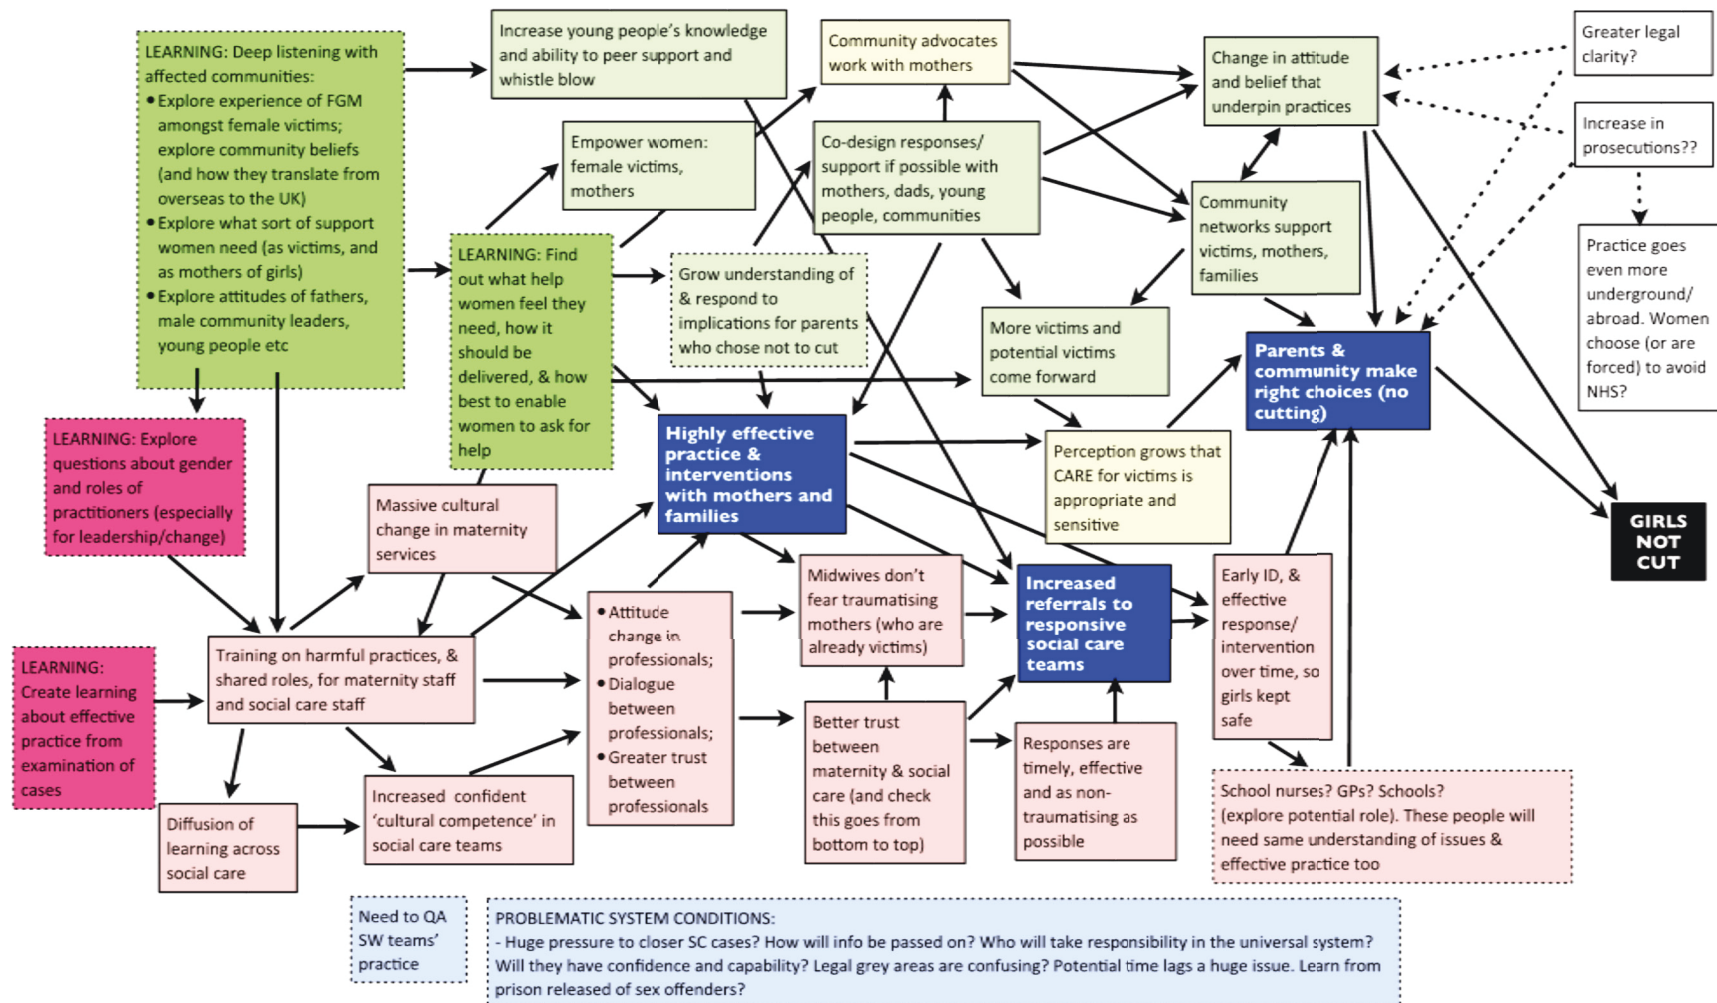 LEARNING: Deep listening with
affected communities:
• Explore experience of FGM
amongst female victims;
explore community beliefs
(and how they translate from
overseas to the UK)
• Explore what sort of support
women need (as victims, and
as mothers of girls)
• Explore attitudes of fathers,
male community leaders,
young people etc
Increase young people's knowledge
and ability to peer support and
whistle blow
Community advocates
work with mothers
Change in attitude
and belief that
underpin practices
Greater legal
clarity?
Empower women:
female victims,
mothers
Co-design responses/
support if possible with
mothers, dads, young
people, communities
Increase in
prosecutions??
Community
networks support
victims, mothers,
families
LEARNING: Find
out what help
women feel they
need, how it
should be
delivered, & how
best to enable
women to ask for
help
Grow understanding of
& respond to
implications for parents
who chose not to cut
More victims and
potential victims
come forward
Practice goes
even more
underground/
abroad. Women
choose (or are
forced) to avoid
NHS?
Parents &
community make
right choices (no
cutting)
LEARNING: Explore
questions about gender
and roles of
practitioners (especially
for leadership/change)
Highly effective
practice &
interventions
with mothers and
families
Perception grows that
CARE for victims is
appropriate and
sensitive
Massive cultural
change in maternity
services
GIRLS
NOT
CUT
Midwives don't
fear traumatising
mothers (who are
already victims)
Increased
referrals to
responsive
social care
teams
Early ID, &
effective
response/
intervention
over time, so
girls kept
safe
• Attitude
change in
professionals;
• Dialogue
between
professionals;
• Greater trust
between
professionals
Training on harmful practices, &
shared roles, for maternity staff
and social care staff
LEARNING:
Create learning
about effective
practice from
examination of
cases
Better trust
between
maternity & social
care (and check
this goes from
bottom to top)
Responses are
timely, effective
and as non-
traumatising as
possible
School nurses? GPs? Schools?
(explore potential role). These people will
need same understanding of issues &
effective practice too
Diffusion of
learning across
social care
Increased confident
'cultural competence' in
social care teams
Need to QA
SW teams'
practice
PROBLEMATIC SYSTEM CONDITIONS:
- Huge pressure to closer SC cases? How will info be passed on? Who will take responsibility in the universal system?
Will they have confidence and capability? Legal grey areas are confusing? Potential time lags a huge issue. Learn from
prison released of sex offenders?